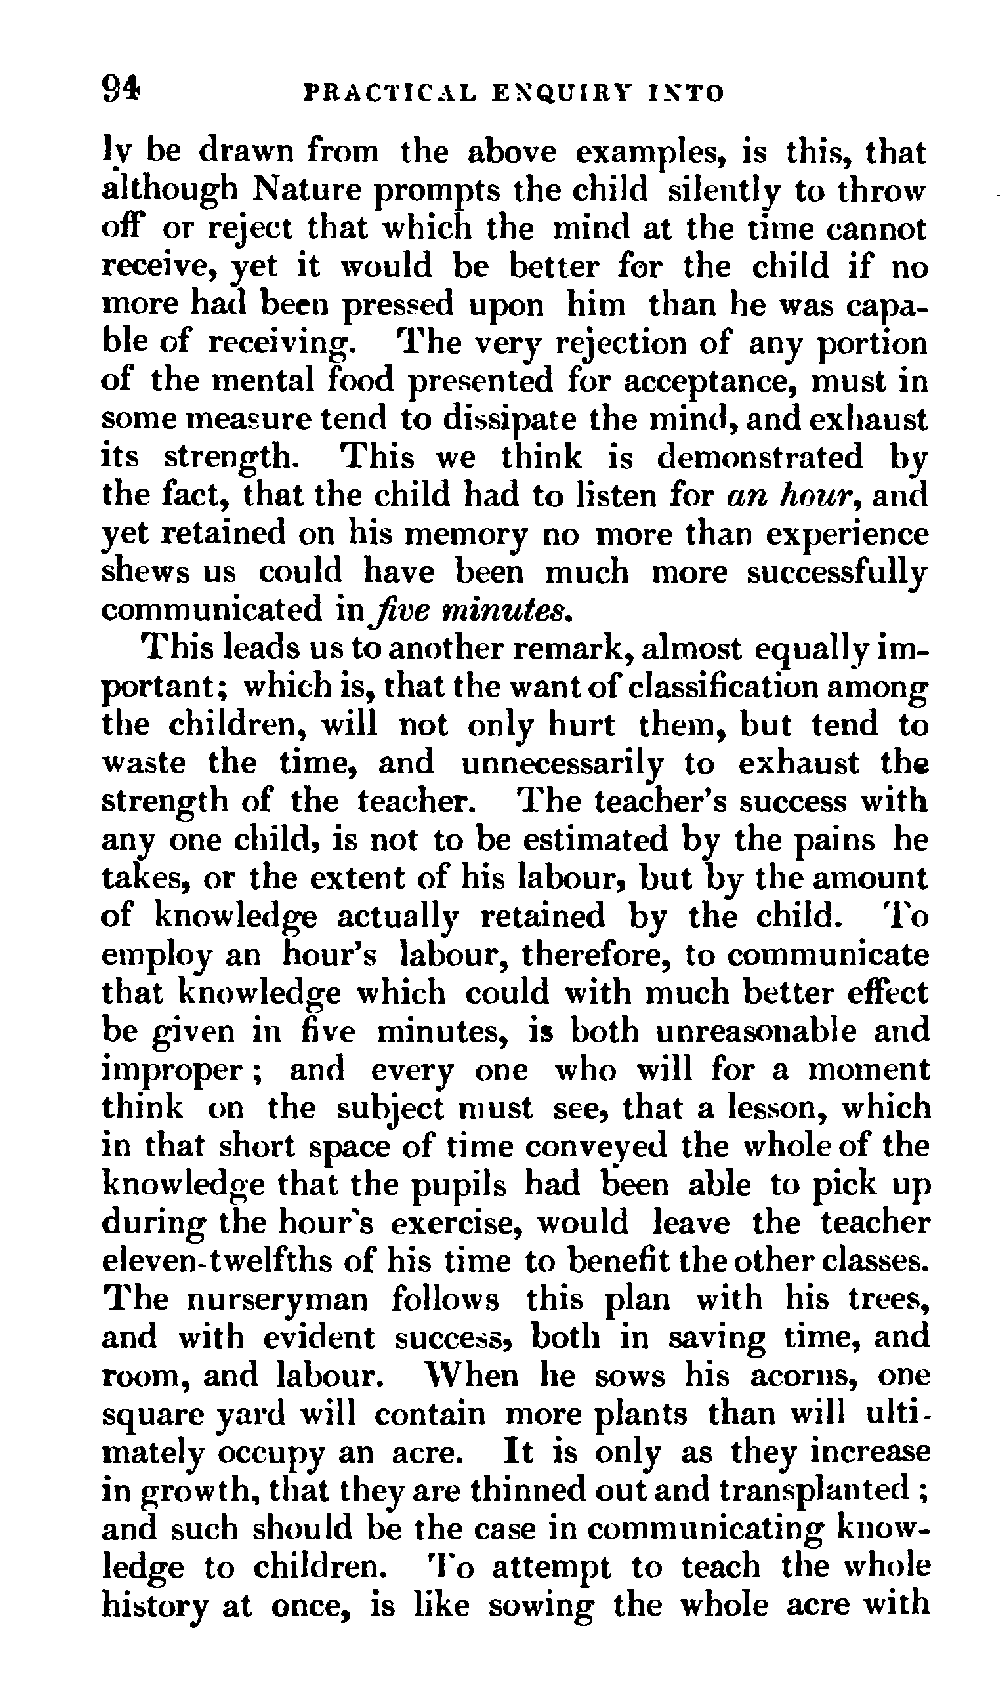 94 PRACTICAL ENQUIRY INTO
ly be drawn from the above examples, is this, that
although Nature prompts the child silently to throw
off or reject that which the mind at the time cannot
receive, yet it would be better for the child if no
more had been pressed upon him than he was capa-
ble of receiving. The very rejection of any portion
of the mental food presented for acceptance, must in
some measure tend to dissipate the mind, and exhaust
its strength. This we think is demonstrated by
the fact, that the child had to listen for an hour, and
yet retained on his memory no more than experience
shews us could have been much more successfully
communicated in five minutes.
This leads us to another remark, almost equally im-
portant; which is, that the want of classification among
the children, will not only hurt them, but tend to
waste the time, and unnecessarily to exhaust the
strength of the teacher. The teacher's success with
any one child, is not to be estimated by the pains he
takes, or the extent of his labour, but by the amount
of knowledge actually retained by the child. To
employ an hour's labour, therefore, to communicate
that knowledge which could with much better effect
be given in five minutes, is both unreasonable and
improper; and every one who will for a moment
think on the subject must see, that a lesson, which
in that short space of time conveyed the whole of the
knowledge that the pupils had been able to pick up
during the hour's exercise, would leave the teacher
eleven-twelfths of his time to benefit the other classes.
The nurseryman follows this plan with his trees,
and with evident success, both in saving time, and
room, and labour. When he sows his acorns, one
square yard will contain more plants than will ulti-
mately occupy an acre. It is only as they increase
in growth, that they are thinned out and transplanted;
and such should be the case in communicating know-
ledge to children. To attempt to teach the whole
history at once, is like sowing the whole acre with